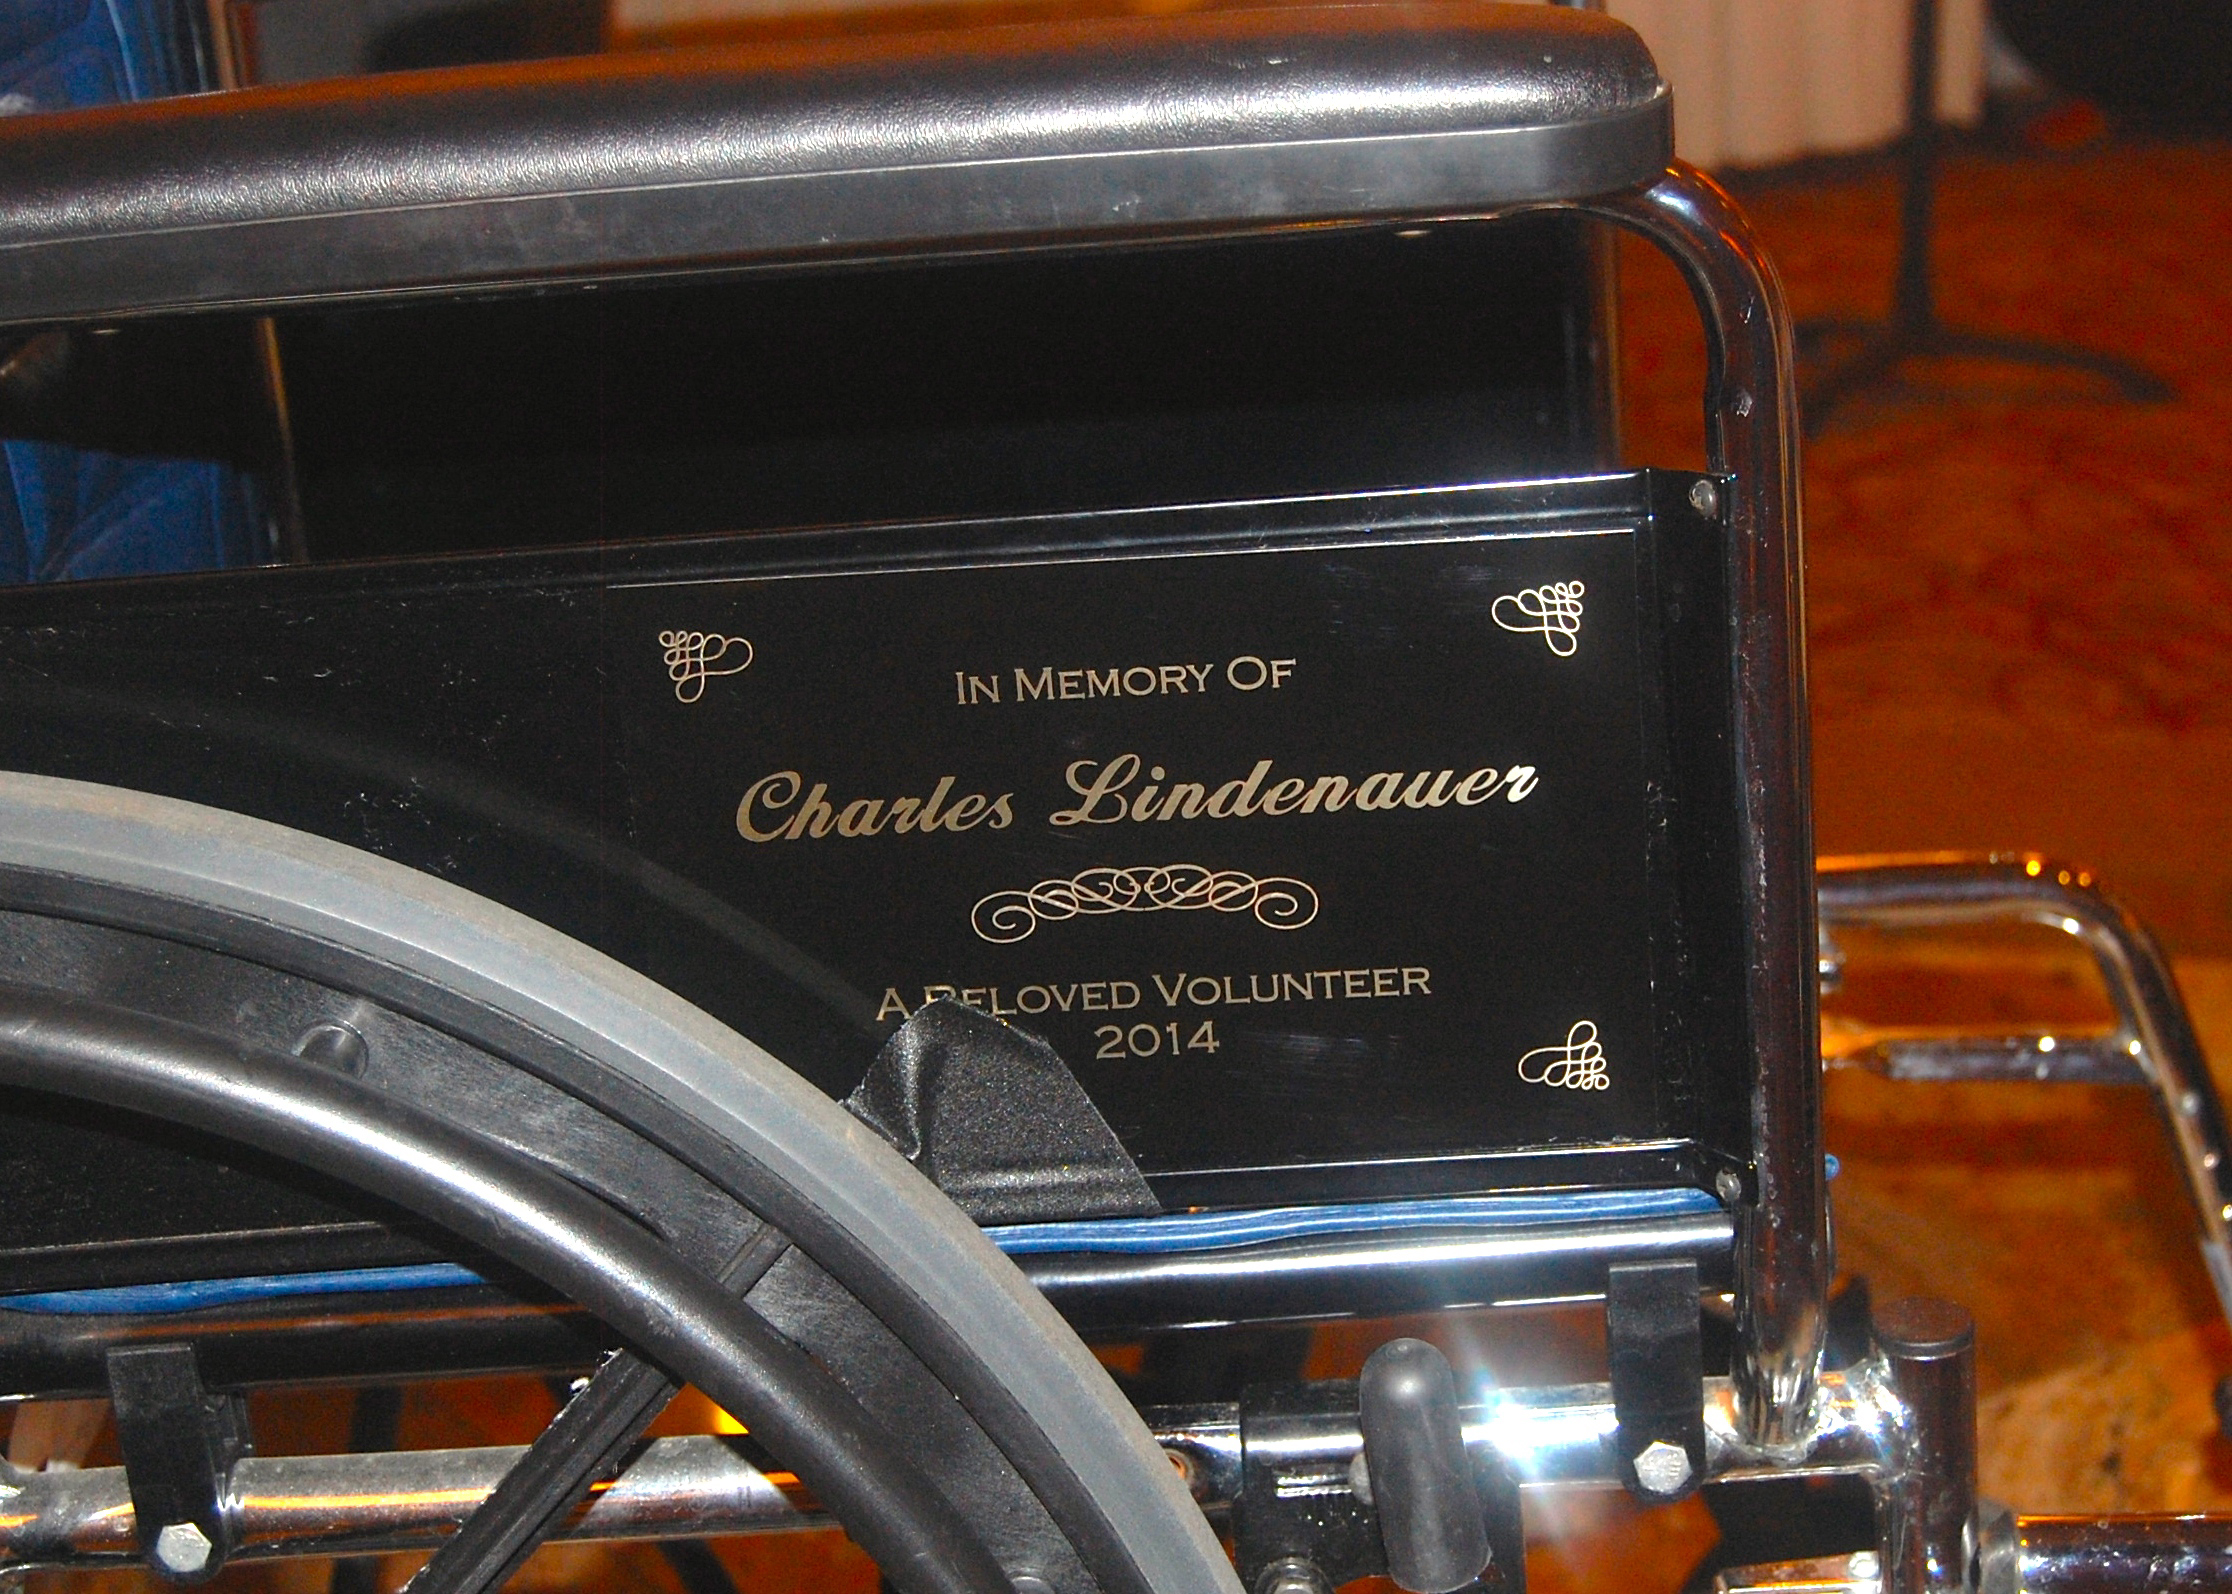 In Memory Of
Charles Lindenauer
A Beloved Volunteer
2014